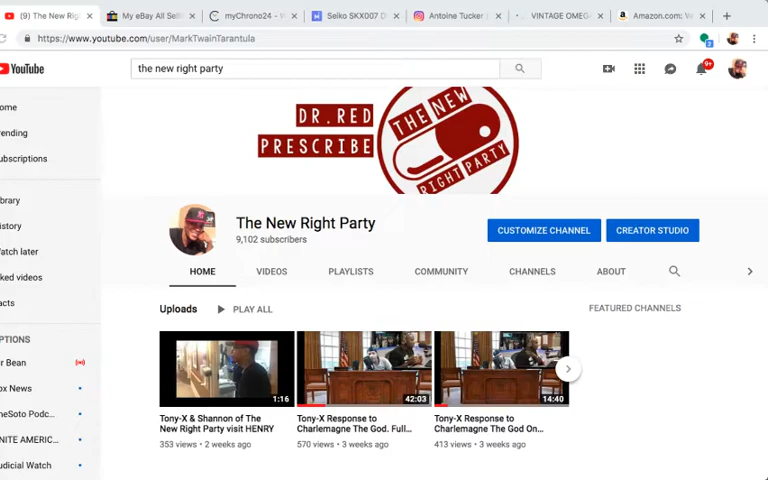 (9) The New Righ
My eBay All Sell
myChrono24 - W
Seiko SKX007 D
Antoine Tucker
VINTAGE OMEG
Amazon.com: W
https://www.youtube.com/user/MarkTwainTarantula
YouTube
the new right party
9+
DR.RED
PRESCRIBE
THE NEW
RIGHT PARTY
The New Right Party
9,102 subscribers
CUSTOMIZE CHANNEL
CREATOR STUDIO
HOME
VIDEOS
PLAYLISTS
COMMUNITY
CHANNELS
ABOUT
ome
rending
ubscriptions
ibrary
istory
atch later
ked videos
acts
PTIONS
r Bean
ox News
neSoto Podc...
NITE AMERIC...
udicial Watch
Uploads
PLAY ALL
FEATURED CHANNELS
1:16
42:03
14:40
Tony-X & Shannon of The
New Right Party visit HENRY
353 views • 2 weeks ago
Tony-X Response to
Charlemagne The God. Full...
570 views • 3 weeks ago
Tony-X Response to
Charlemagne The God On...
413 views • 3 weeks ago